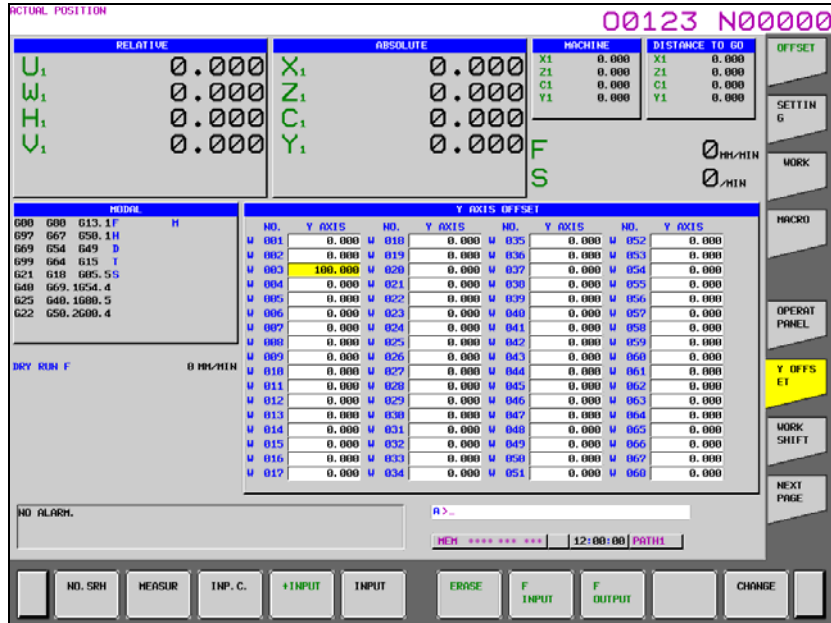 ACTUAL POSITION
O0123 N00000
RELATIVE
U1 0.000
W1 0.000
H1 0.000
V1 0.000
ABSOLUTE
X1 0.000
Z1 0.000
C1 0.000
Y1 0.000
MACHINE
X1 0.000
Z1 0.000
C1 0.000
Y1 0.000
DISTANCE TO GO
X1 0.000
Z1 0.000
C1 0.000
Y1 0.000
F 0 MM/MIN
S 0 /MIN
MODAL
G00 G80 G13.1 F M
G97 G67 G50.1 H
G69 G54 G49 D
G99 G64 G15 T
G21 G18 G05.5 S
G40 G69.1 G54.4
G25 G40.1 G80.5
G22 G50.2 G00.4
DRY RUN F 0 MM/MIN
Y AXIS OFFSET
NO. Y AXIS NO. Y AXIS NO. Y AXIS NO. Y AXIS
W 001 0.000 W 018 0.000 W 035 0.000 W 052 0.000
W 002 0.000 W 019 0.000 W 036 0.000 W 053 0.000
W 003 100.000 W 020 0.000 W 037 0.000 W 054 0.000
W 004 0.000 W 021 0.000 W 038 0.000 W 055 0.000
W 005 0.000 W 022 0.000 W 039 0.000 W 056 0.000
W 006 0.000 W 023 0.000 W 040 0.000 W 057 0.000
W 007 0.000 W 024 0.000 W 041 0.000 W 058 0.000
W 008 0.000 W 025 0.000 W 042 0.000 W 059 0.000
W 009 0.000 W 026 0.000 W 043 0.000 W 060 0.000
W 010 0.000 W 027 0.000 W 044 0.000 W 061 0.000
W 011 0.000 W 028 0.000 W 045 0.000 W 062 0.000
W 012 0.000 W 029 0.000 W 046 0.000 W 063 0.000
W 013 0.000 W 030 0.000 W 047 0.000 W 064 0.000
W 014 0.000 W 031 0.000 W 048 0.000 W 065 0.000
W 015 0.000 W 032 0.000 W 049 0.000 W 066 0.000
W 016 0.000 W 033 0.000 W 050 0.000 W 067 0.000
W 017 0.000 W 034 0.000 W 051 0.000 W 068 0.000
OFFSET
SETTIN
G
WORK
MACRO
OPERAT
PANEL
Y OFFS
ET
WORK
SHIFT
NEXT
PAGE
NO ALARM.
A>_
MEM **** *** *** 12:00:00 PATH1
NO.SRH MEASUR INP.C. +INPUT INPUT ERASE F INPUT F OUTPUT CHANGE